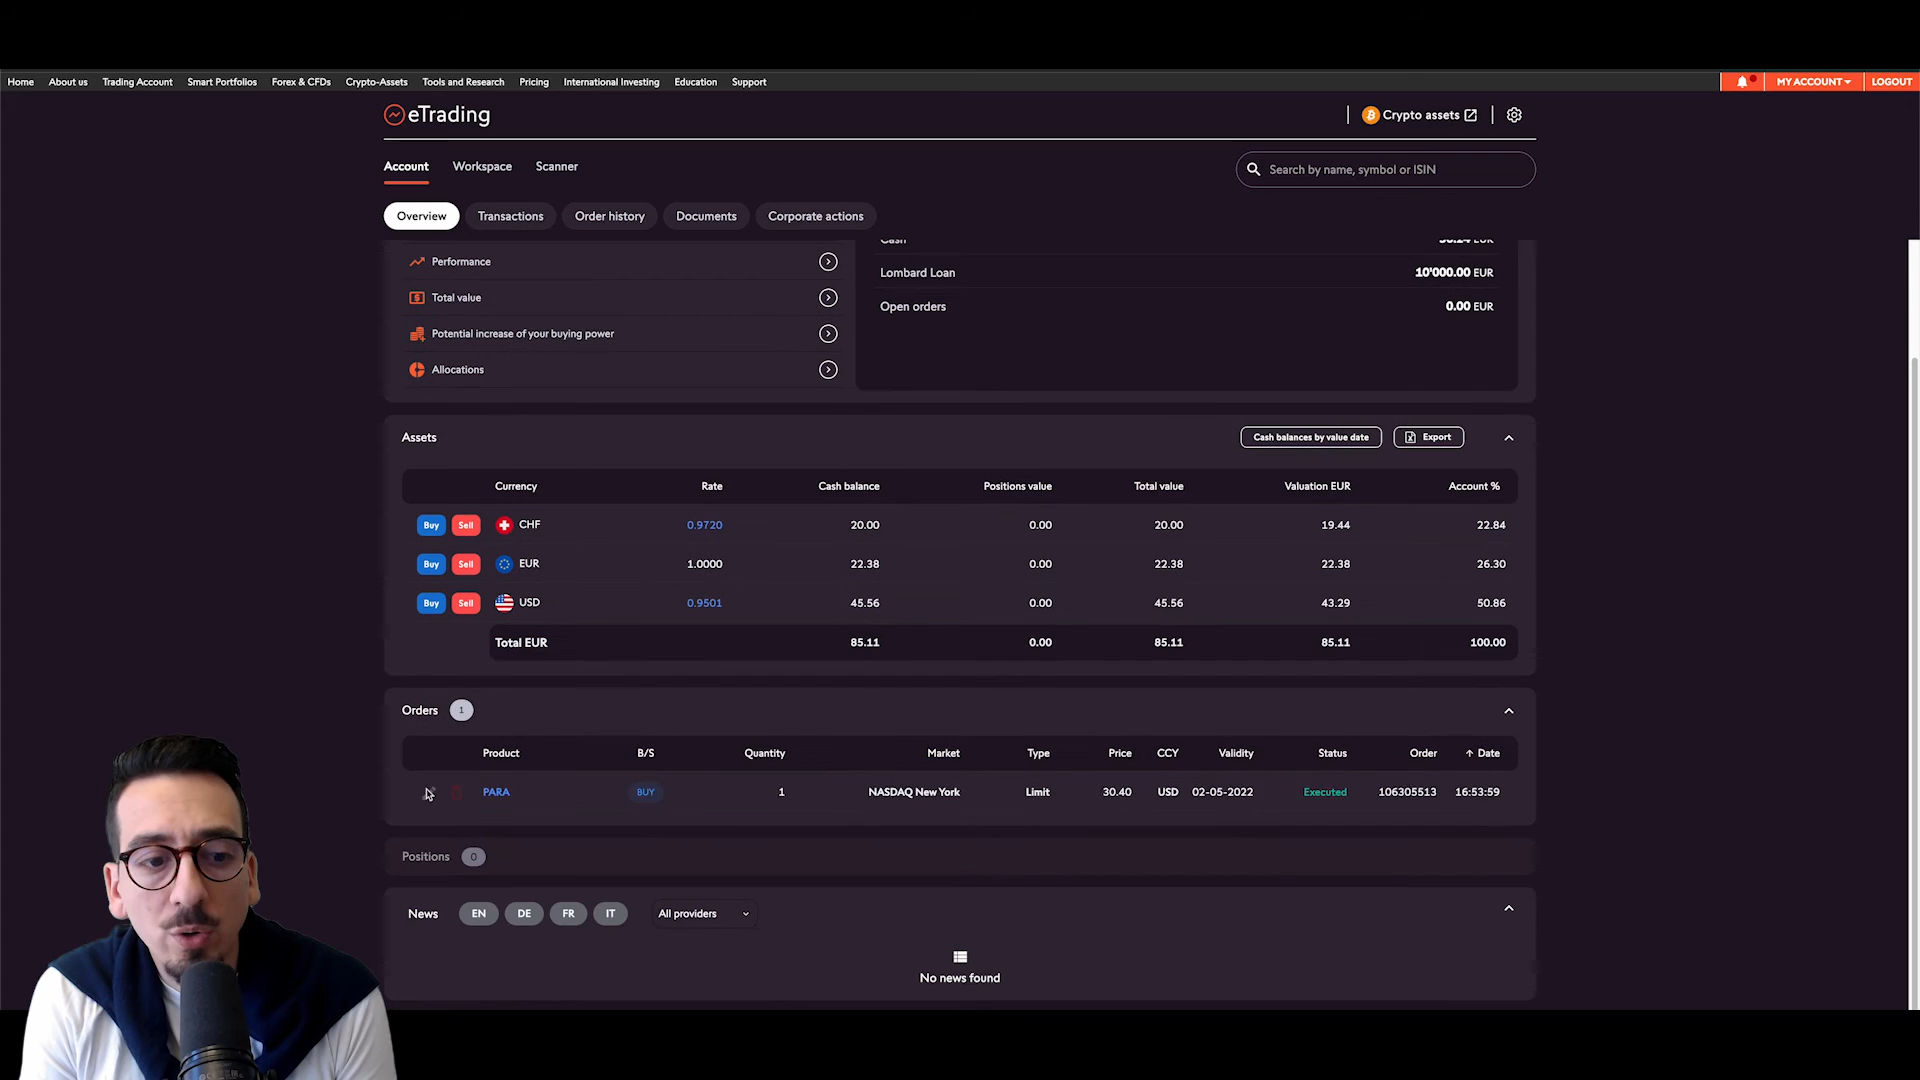 Home About us Trading Account Smart Portfolios Forex & CFDs Crypto-Assets Tools and Research Pricing International Investing Education Support MY ACCOUNT LOGOUT
eTrading Crypto assets
Account Workspace Scanner Search by name, symbol or ISIN
Overview Transactions Order history Documents Corporate actions
Performance
Total value
Potential increase of your buying power
Allocations
Cash EUR
Lombard Loan 10'000.00 EUR
Open orders 0.00 EUR
Assets Cash balances by value date Export
Currency Rate Cash balance Positions value Total value Valuation EUR Account %
Buy Sell CHF 0.9720 20.00 0.00 20.00 19.44 22.84
Buy Sell EUR 1.0000 22.38 0.00 22.38 22.38 26.30
Buy Sell USD 0.9501 45.56 0.00 45.56 43.29 50.86
Total EUR 85.11 0.00 85.11 85.11 100.00
Orders 1
Product B/S Quantity Market Type Price CCY Validity Status Order Date
PARA BUY 1 NASDAQ New York Limit 30.40 USD 02-05-2022 Executed 106305513 16:53:59
Positions 0
News EN DE FR IT All providers
No news found